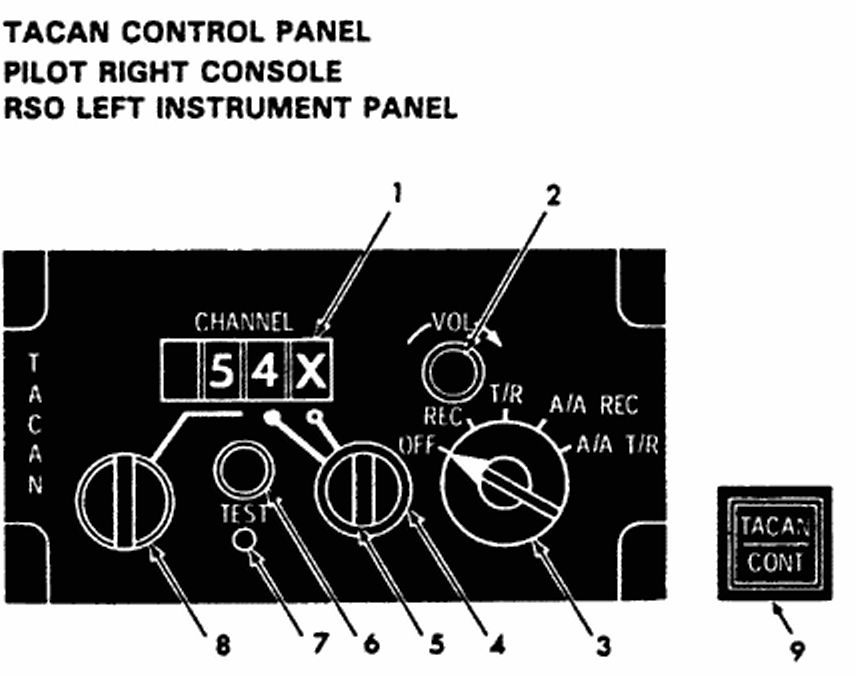 TACAN CONTROL PANEL
PILOT RIGHT CONSOLE
RSO LEFT INSTRUMENT PANEL
1
2
CHANNEL
VOL
54X
TACAN
T/R
REC
A/A REC
OFF
A/A T/R
TEST
TACAN
CONT
8
7
6
5
4
3
9